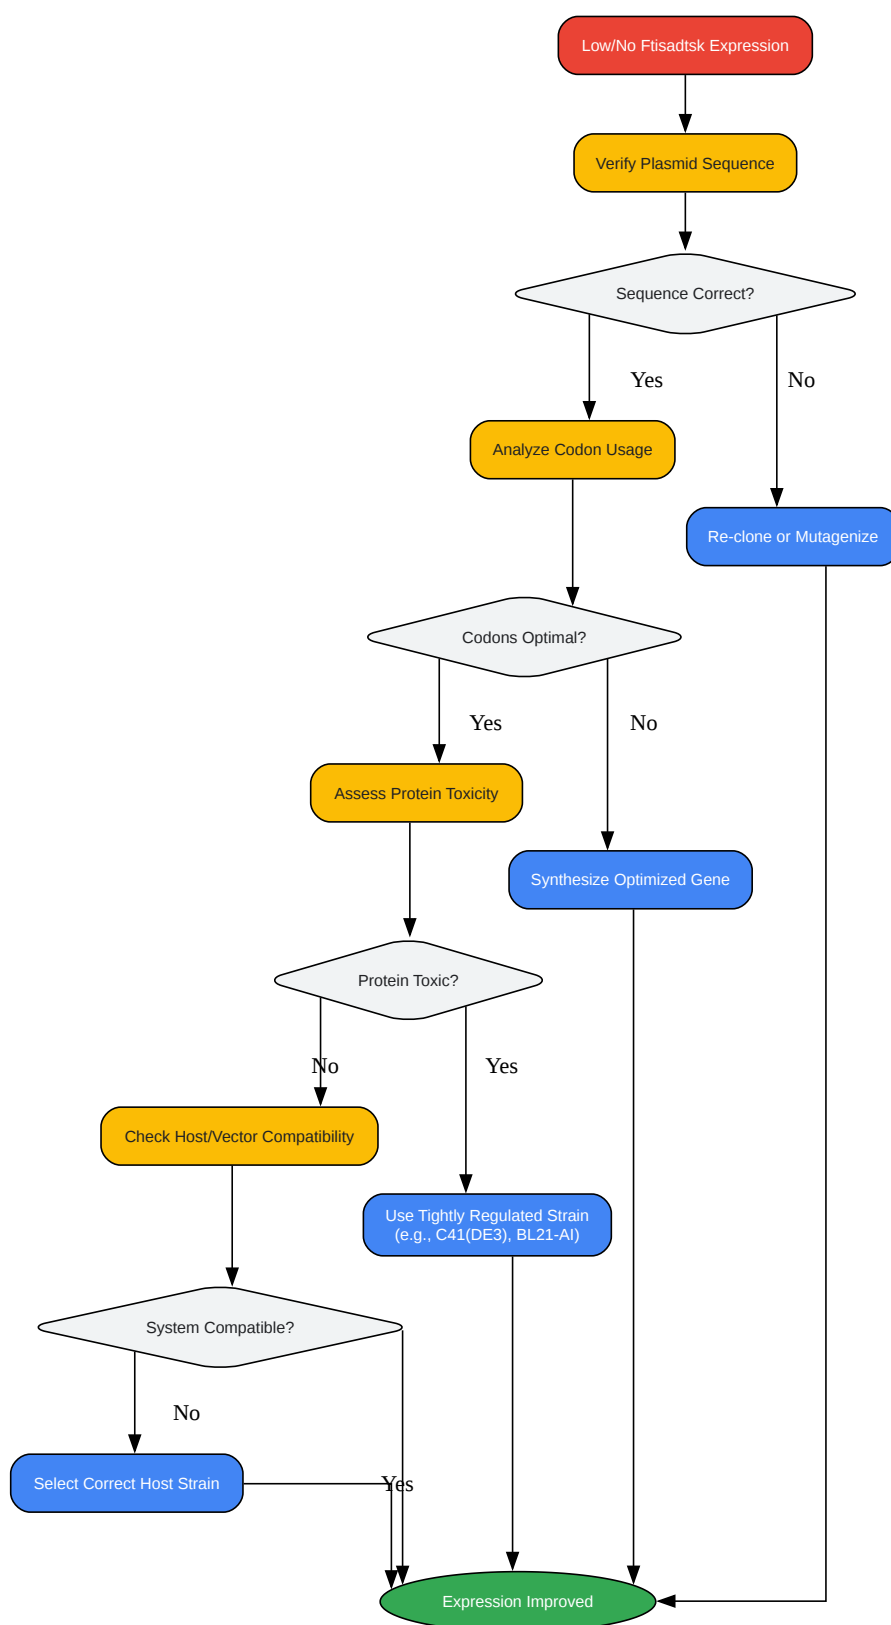 Low/No Ftisadtsk Expression
Verify Plasmid Sequence
Sequence Correct?
Yes
No
Analyze Codon Usage
Re-clone or Mutagenize
Codons Optimal?
Yes
No
Assess Protein Toxicity
Synthesize Optimized Gene
Protein Toxic?
No
Yes
Check Host/Vector Compatibility
Use Tightly Regulated Strain
(e.g., C41(DE3), BL21-AI)
System Compatible?
No
Select Correct Host Strain
Yes
Expression Improved